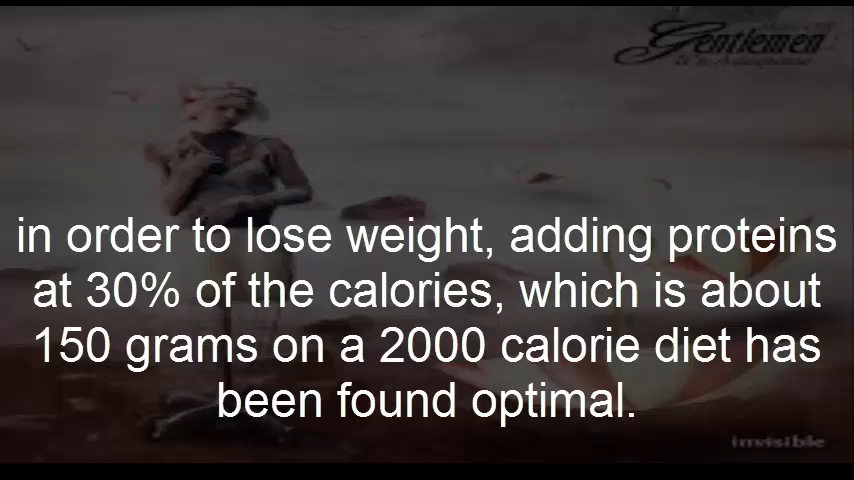 Gentlemen
in order to lose weight, adding proteins
at 30% of the calories, which is about
150 grams on a 2000 calorie diet has
been found optimal.
invisible